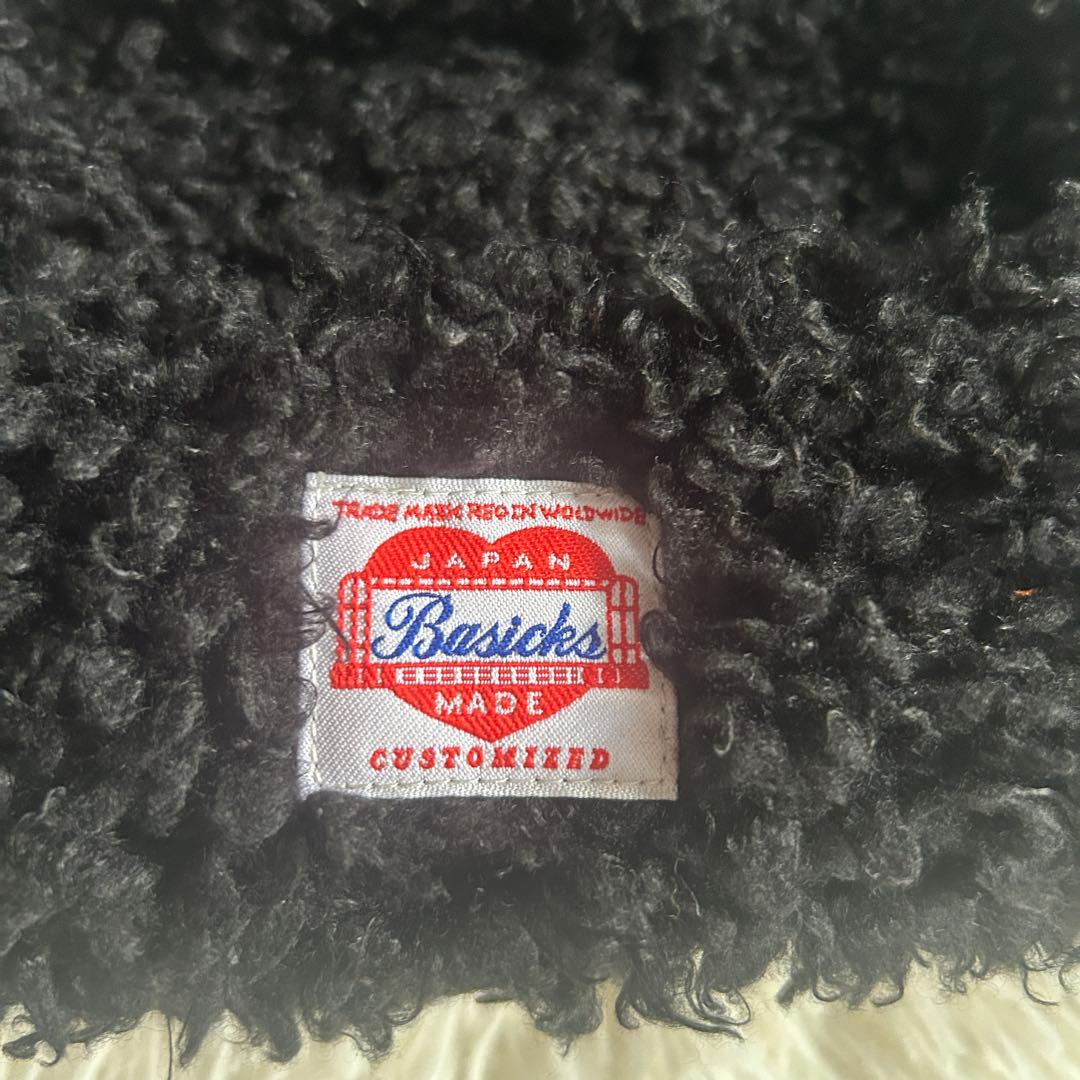 TRADE MARK REG IN WOLDWIDE
JAPAN
Basicks
MADE
CUSTOMIZED